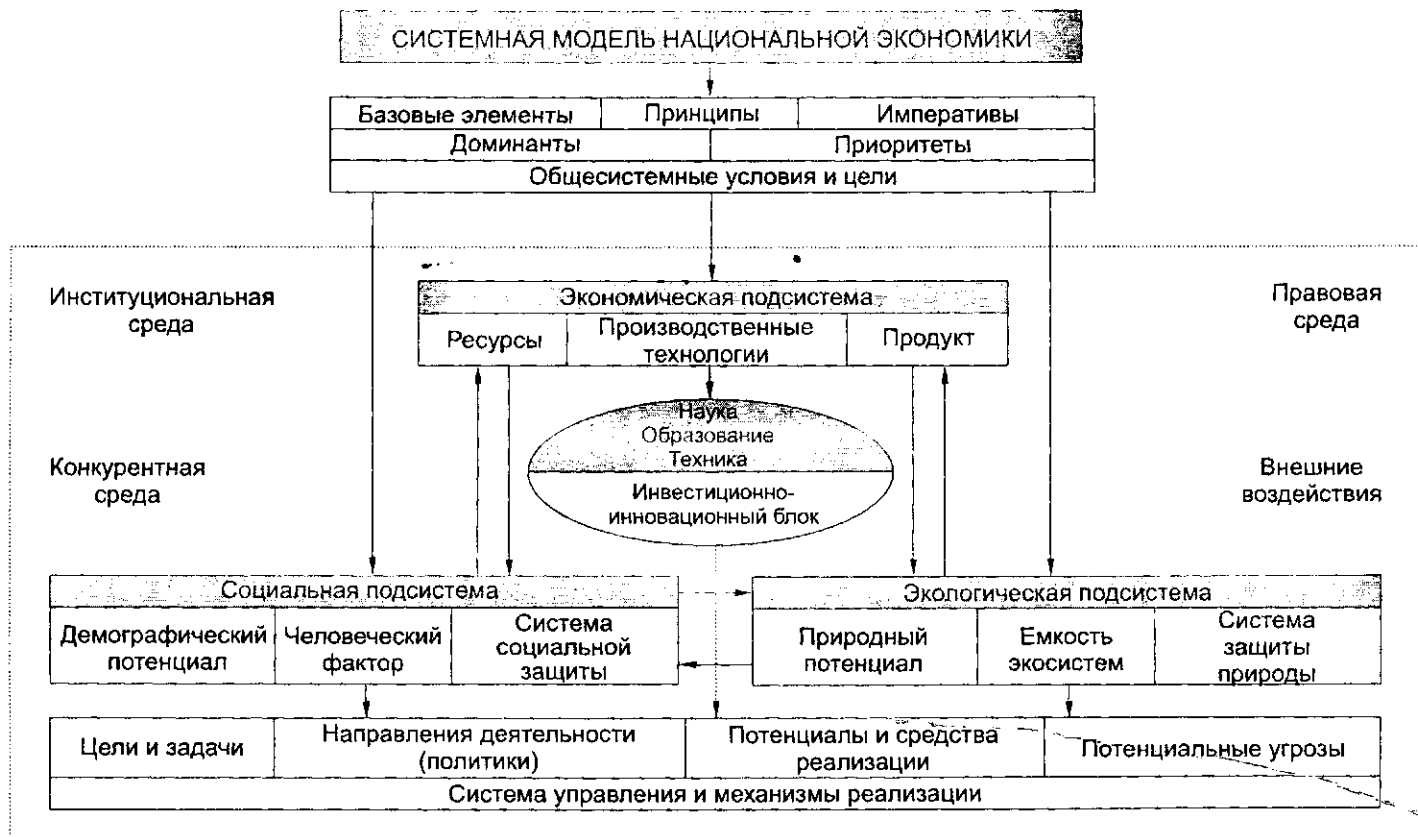 СИСТЕМНАЯ МОДЕЛЬ НАЦИОНАЛЬНОЙ ЭКОНОМИКИ
Базовые элементы
Принципы
Императивы
Доминанты
Приоритеты
Общесистемные условия и цели
Институциональная
среда
Экономическая подсистема
Ресурсы
Производственные
технологии
Продукт
Правовая
среда
Конкурентная
среда
Наука
Образование
Техника
Инвестиционно-
инновационный блок
Внешние
воздействия
Социальная подсистема
Демографический
потенциал
Человеческий
фактор
Система
социальной
защиты
Экологическая подсистема
Природный
потенциал
Емкость
экосистем
Система
защиты
природы
Цели и задачи
Направления деятельности
(политики)
Потенциалы и средства
реализации
Потенциальные угрозы
Система управления и механизмы реализации